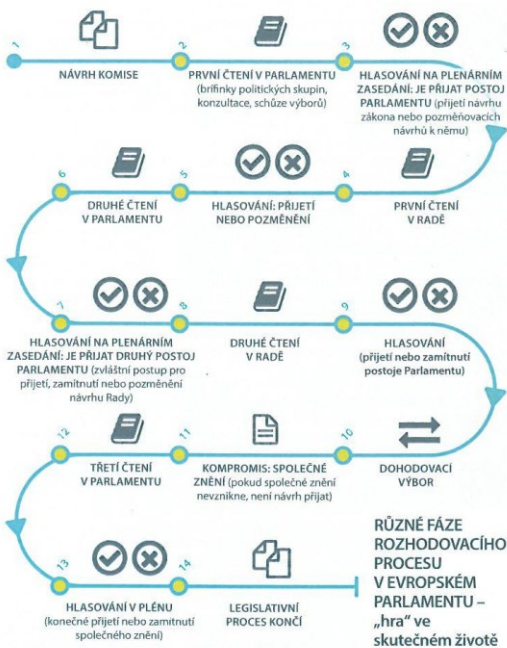 1
NÁVRH KOMISE
2
PRVNÍ ČTENÍ V PARLAMENTU
(brífinky politických skupin,
konzultace, schůze výborů)
3
HLASOVÁNÍ NA PLENÁRNÍM
ZASEDÁNÍ: JE PŘIJAT POSTOJ
PARLAMENTU (přijetí návrhu
zákona nebo pozměňovacích
návrhů k němu)
4
PRVNÍ ČTENÍ
V RADĚ
5
HLASOVÁNÍ: PŘIJETÍ
NEBO POZMĚNĚNÍ
6
DRUHÉ ČTENÍ
V PARLAMENTU
7
HLASOVÁNÍ NA PLENÁRNÍM
ZASEDÁNÍ: JE PŘIJAT DRUHÝ POSTOJ
PARLAMENTU (zvláštní postup pro
přijetí, zamítnutí nebo pozměnění
návrhu Rady)
8
DRUHÉ ČTENÍ
V RADĚ
9
HLASOVÁNÍ
(přijetí nebo zamítnutí
postoje Parlamentu)
10
DOHODOVACÍ
VÝBOR
11
KOMPROMIS: SPOLEČNÉ
ZNĚNÍ (pokud společné znění
nevznikne, není návrh přijat)
12
TŘETÍ ČTENÍ
V PARLAMENTU
13
HLASOVÁNÍ V PLÉNU
(konečné přijetí nebo zamítnutí
společného znění)
14
LEGISLATIVNÍ
PROCES KONČÍ
RŮZNÉ FÁZE
ROZHODOVACÍHO
PROCESU
V EVROPSKÉM
PARLAMENTU –
„hra“ ve
skutečném životě